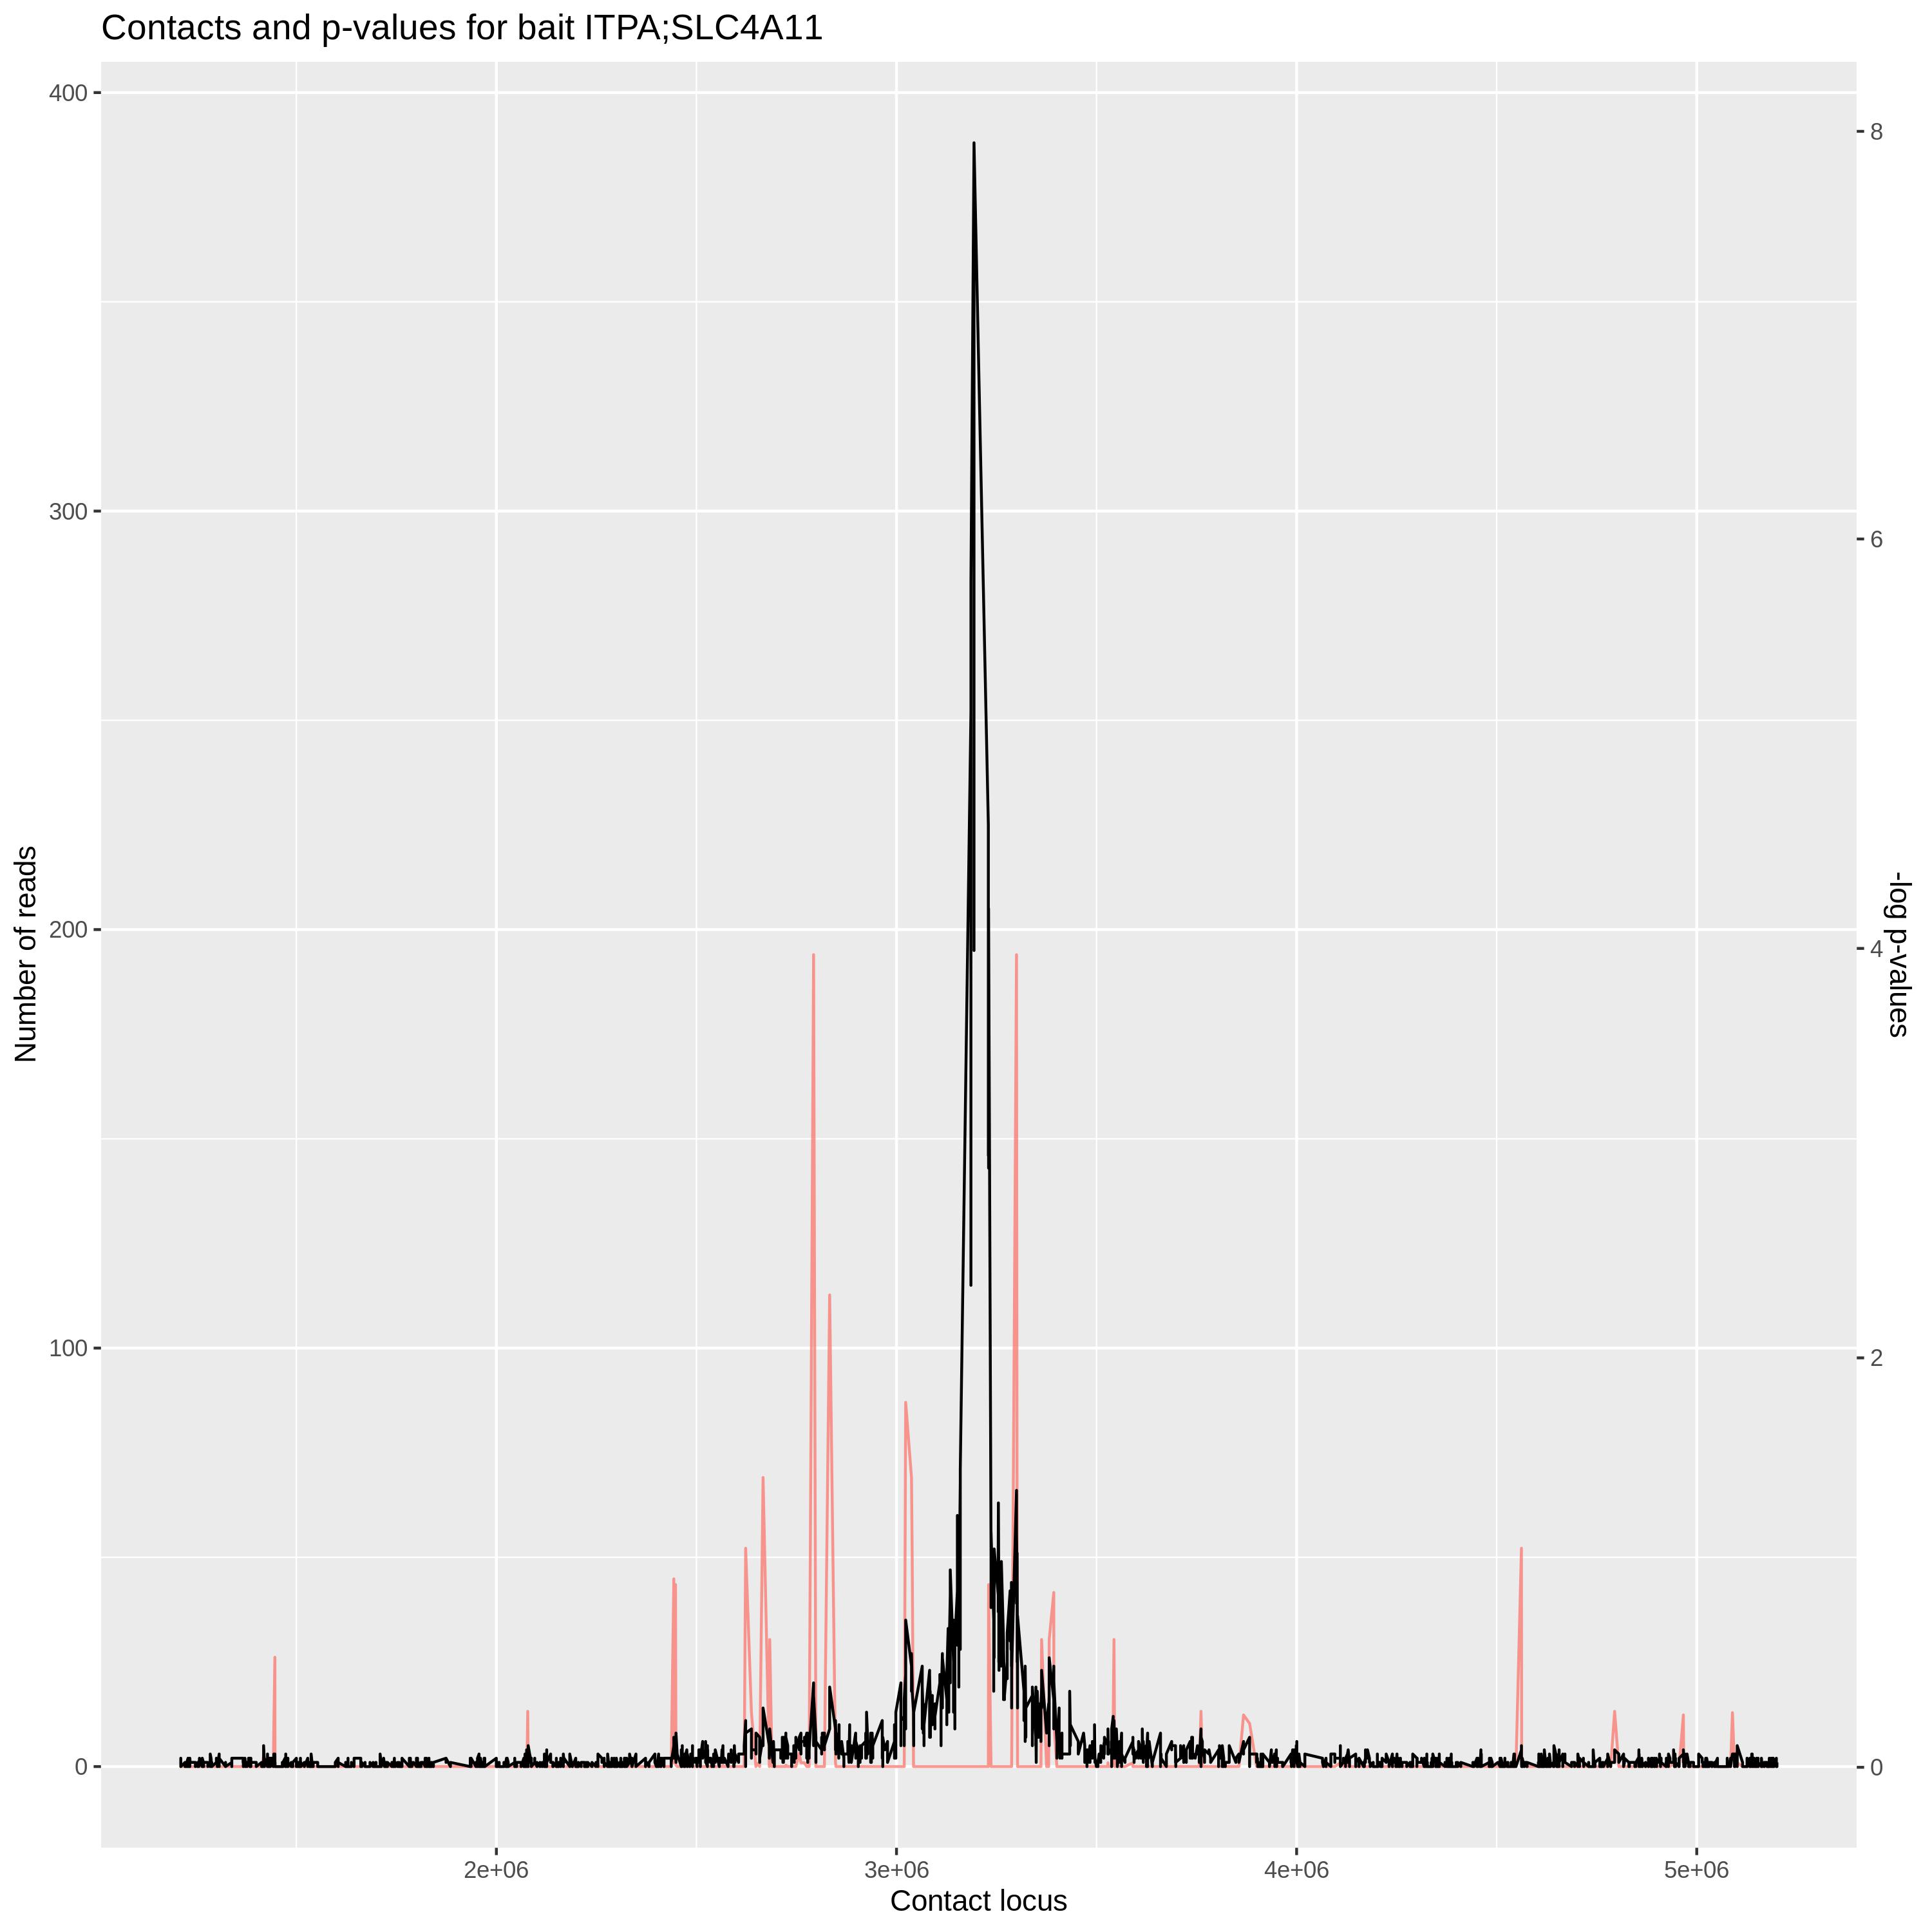 Contacts and p-values for bait ITPA;SLC4A11
400
300
200
100
0
Number of reads
8
6
4
2
0
-log p-values
2e+06
3e+06
4e+06
5e+06
Contact locus